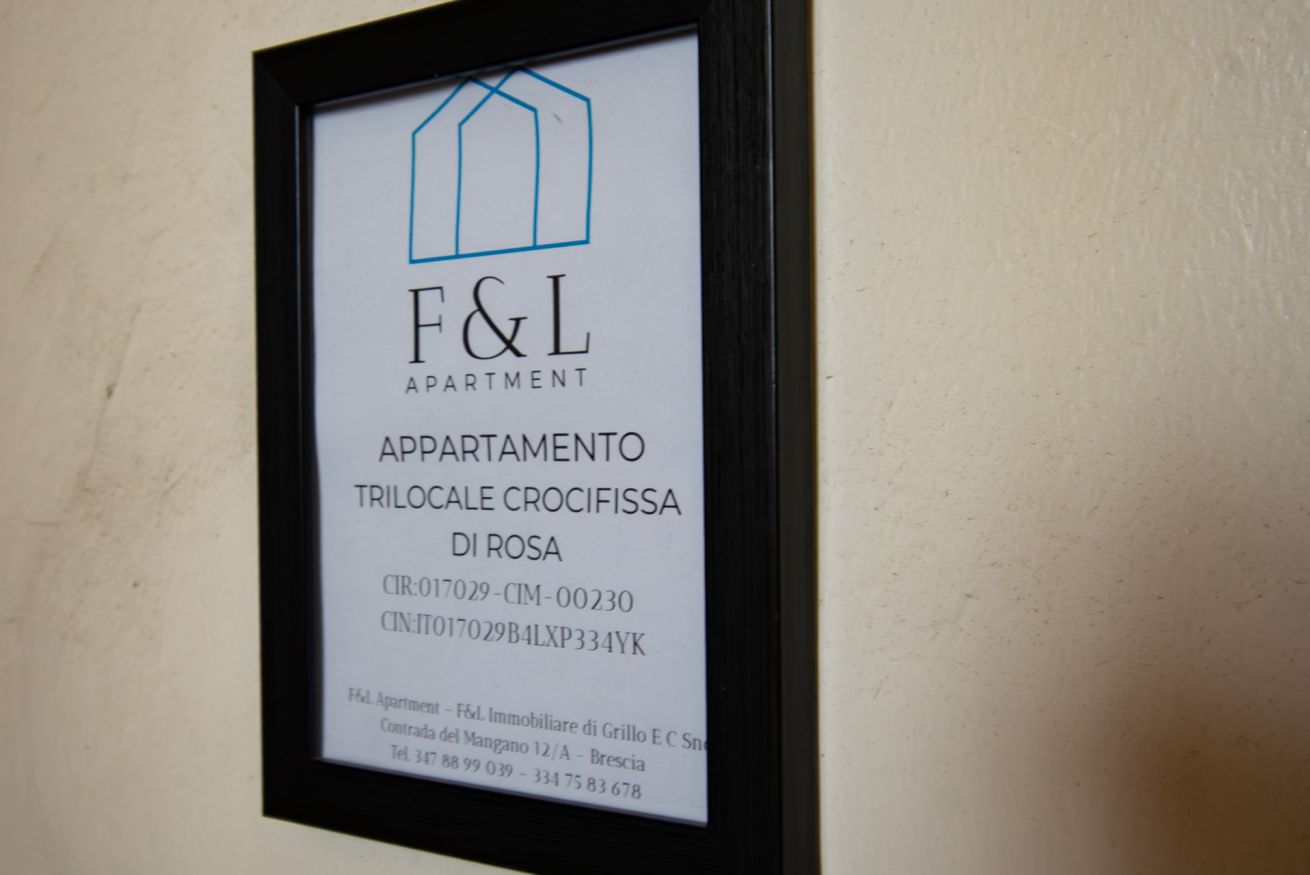 F&L
APARTMENT
APPARTAMENTO
TRILOCALE CROCIFISSA
DI ROSA
CIR:017029-CIM-00230
CIN:IT017029B4LXP334YK
F&L Apartment - F&L Immobiliare di Grillo E C Snc
Contrada del Mangano 12/A - Brescia
Tel. 347 88 99 039 - 334 75 83 678